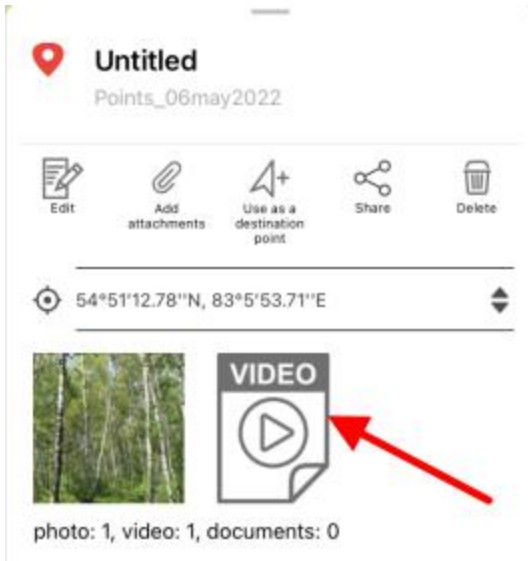 Untitled
Points_06may2022
Edit
Add
attachments
Use as a
destination
point
Share
Delete
54°51'12.78''N, 83°5'53.71''E
VIDEO
photo: 1, video: 1, documents: 0